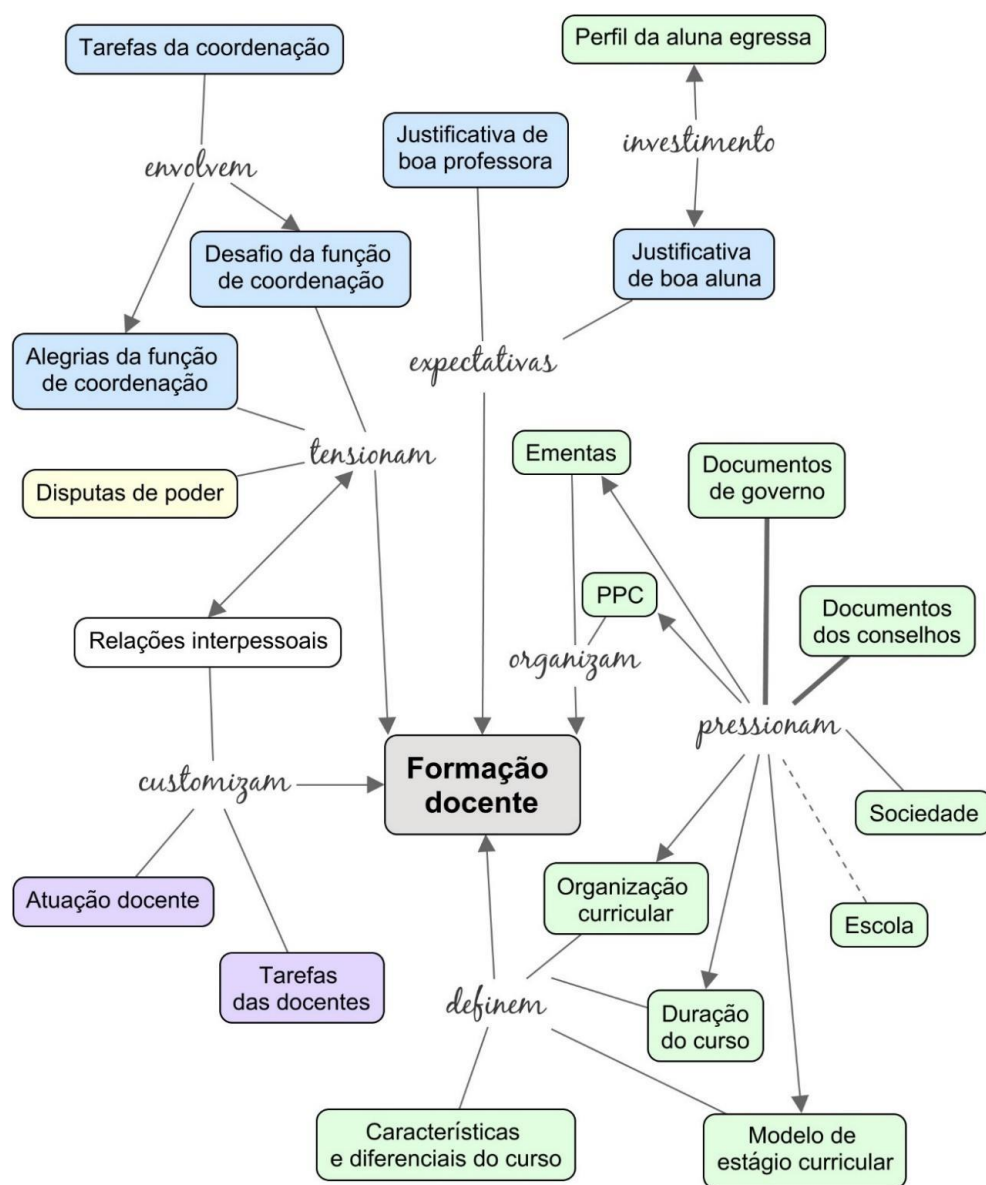 Tarefas da coordenação
Perfil da aluna egressa
Justificativa de
boa professora
investimento
envolvem
Desafio da função
de coordenação
Justificativa
de boa aluna
Alegrias da função
de coordenação
expectativas
tensionam
Ementas
Documentos
de governo
Disputas de poder
PPC
Documentos
dos conselhos
Relações interpessoais
organizam
pressionam
customizam
Formação
docente
Sociedade
Atuação docente
Organização
curricular
Escola
Tarefas
das docentes
definem
Duração
do curso
Características
e diferenciais do curso
Modelo de
estágio curricular